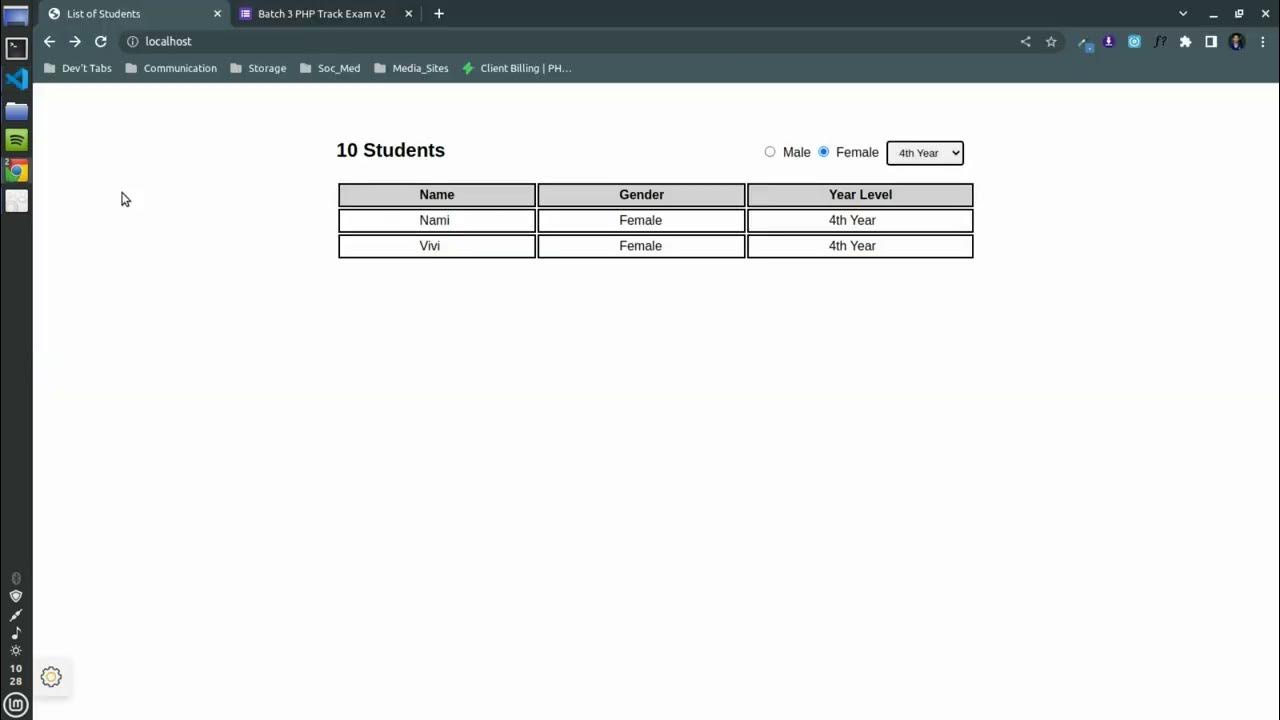 List of Students
Batch 3 PHP Track Exam v2
localhost
f?
Dev't Tabs Communication Storage Soc_Med Media_Sites Client Billing | PH...
10 Students Male Female 4th Year
Name Gender Year Level
Nami Female 4th Year
Vivi Female 4th Year
2
10
28